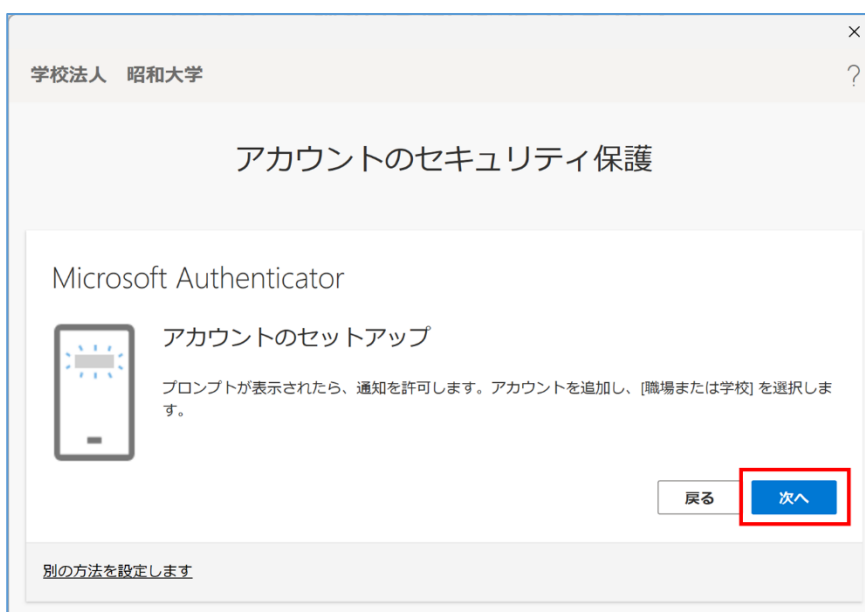 学校法人　昭和大学
アカウントのセキュリティ保護
Microsoft Authenticator
アカウントのセットアップ
プロンプトが表示されたら、通知を許可します。アカウントを追加し、[職場または学校] を選択しま
す。
戻る
次へ
別の方法を設定します